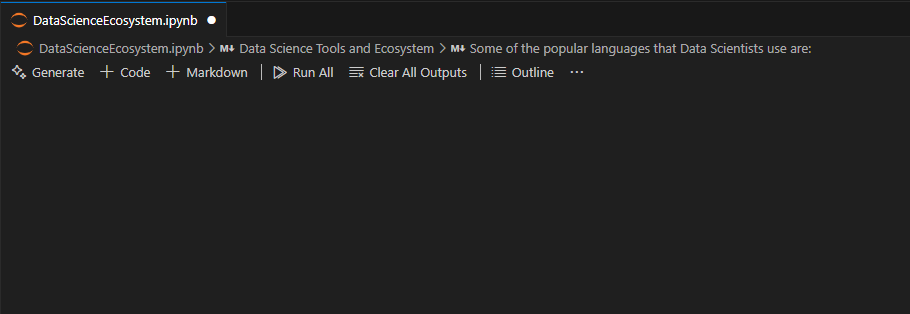 DataScienceEcosystem.ipynb
DataScienceEcosystem.ipynb > M↓ Data Science Tools and Ecosystem > M↓ Some of the popular languages that Data Scientists use are:
Generate + Code + Markdown | Run All Clear All Outputs | Outline ···